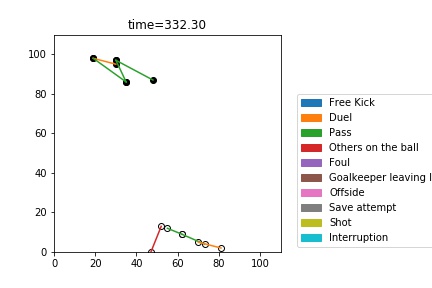 time=332.30
100
80
60
40
20
0
0 20 40 60 80 100
Free Kick
Duel
Pass
Others on the ball
Foul
Goalkeeper leaving l
Offside
Save attempt
Shot
Interruption